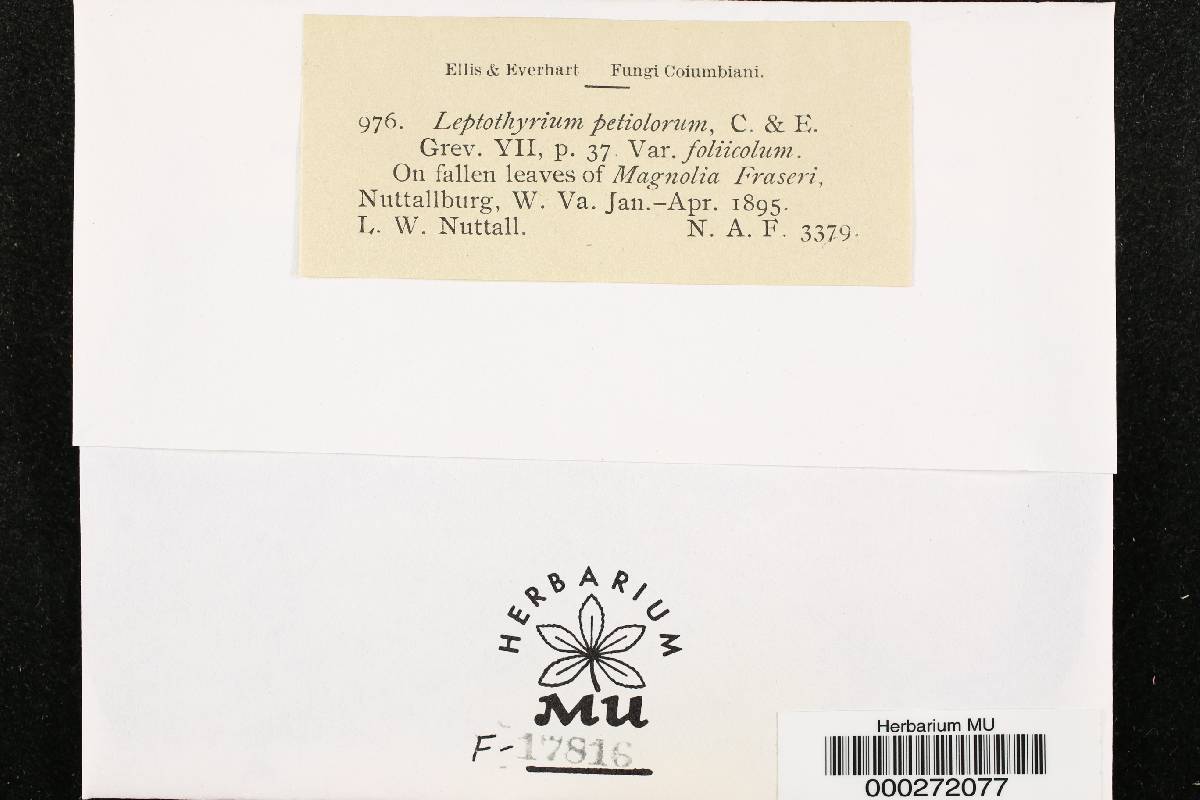 Ellis & Everhart Fungi Coiumbiani.
976. Leptothyrium petiolorum, C. & E.
Grev. VII, p. 37. Var. foliicolum.
On fallen leaves of Magnolia Fraseri,
Nuttallburg, W. Va. Jan.–Apr. 1895.
L. W. Nuttall. N. A. F. 3379.
HERBARIUM
MU
F-17816
Herbarium MU
000272077